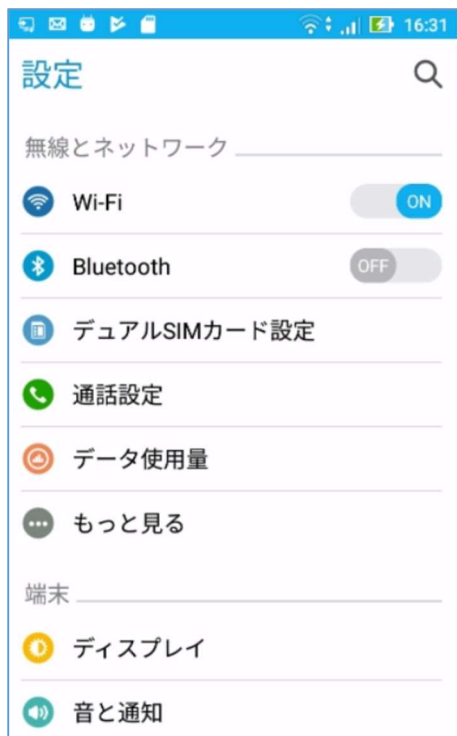 16:31
設定
無線とネットワーク
Wi-Fi
ON
Bluetooth
OFF
デュアルSIMカード設定
通話設定
データ使用量
もっと見る
端末
ディスプレイ
音と通知